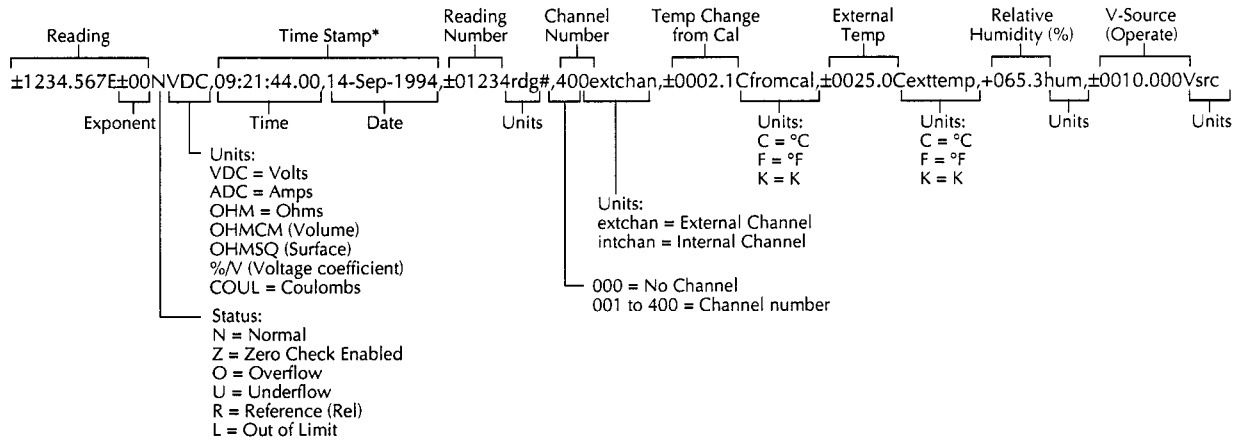 Reading
Time Stamp*
Reading Number
Channel Number
Temp Change from Cal
External Temp
Relative Humidity (%)
V-Source (Operate)
±1234.567E±00NVDC,09:21:44.00,14-Sep-1994,±01234rdg#,400extchan,±0002.1Cfromcal,±0025.0Cexttemp,+065.3hum,±0010.000Vsrc
Exponent
Time
Date
Units
Units:
C = °C
F = °F
K = K
Units:
C = °C
F = °F
K = K
Units
Units
Units:
VDC = Volts
ADC = Amps
OHM = Ohms
OHMCM (Volume)
OHMSQ (Surface)
%/V (Voltage coefficient)
COUL = Coulombs
Units:
extchan = External Channel
intchan = Internal Channel
000 = No Channel
001 to 400 = Channel number
Status:
N = Normal
Z = Zero Check Enabled
O = Overflow
U = Underflow
R = Reference (Rel)
L = Out of Limit